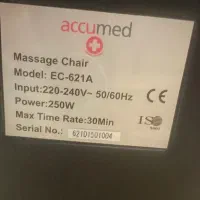 accumed
Massage Chair
Model: EC-621A
Input:220-240V~ 50/60Hz
Power:250W
Max Time Rate:30Min
Serial No.: 62101501004
CE
ISO